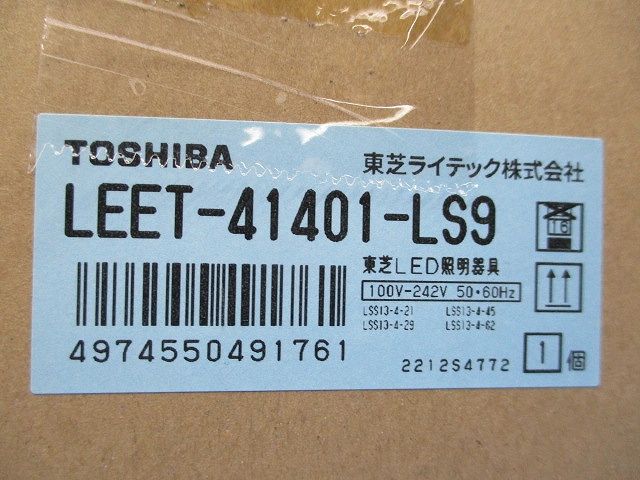 TOSHIBA 東芝ライテック株式会社
LEET-41401-LS9
東芝LED照明器具
100V-242V 50・60Hz
LSS13-4-21 LSS13-4-45
LSS13-4-29 LSS13-4-62
4974550491761
2212S4772
1個
16